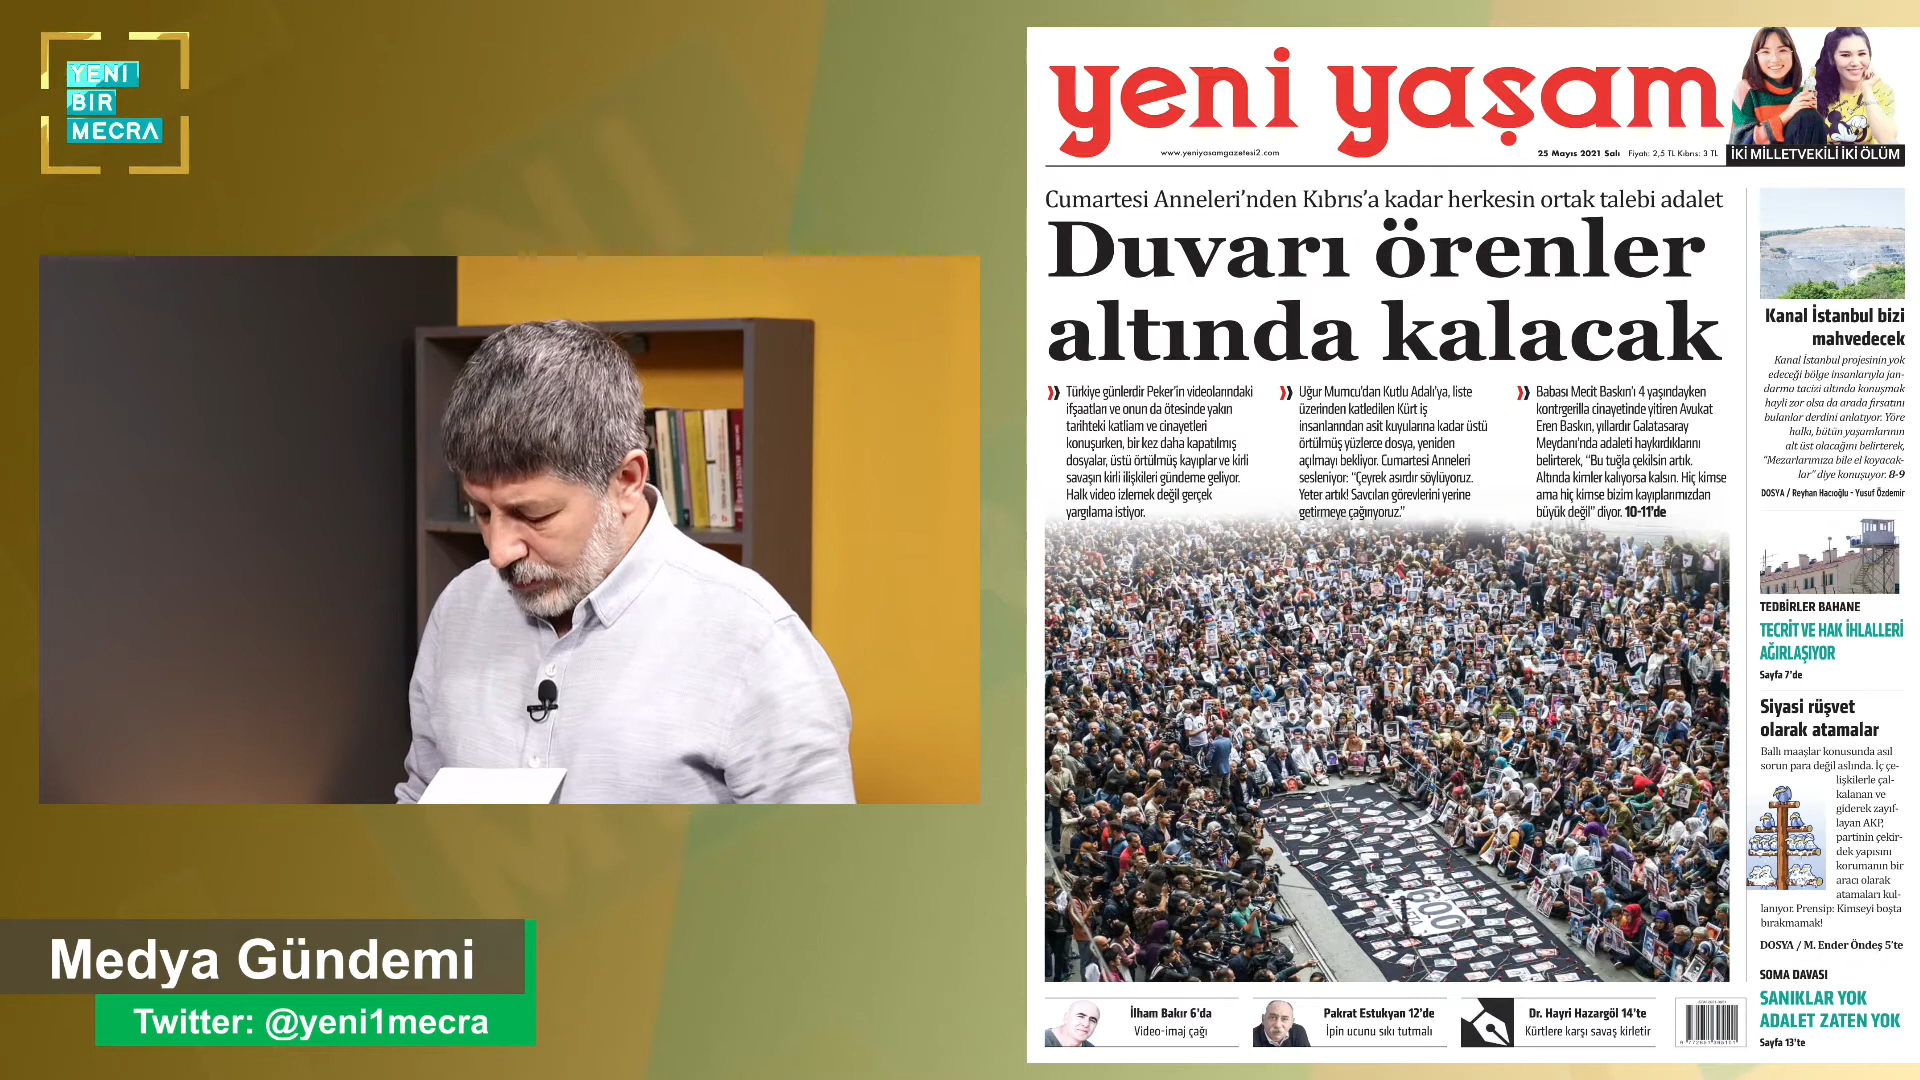 YENI
BIR
MECRA
Medya Gündemi
Twitter: @yeni1mecra
yeni yaşam
www.yeniyasamgazetesi2.com
25 Mayıs 2021 Salı Fiyatı: 2,5 TL Kıbrıs: 3 TL
İKİ MİLLETVEKİLİ İKİ ÖLÜM
Cumartesi Anneleri’nden Kıbrıs’a kadar herkesin ortak talebi adalet
Duvarı örenler
altında kalacak
Türkiye günlerdir Peker’in videolarındaki
ifşaatları ve onun da ötesinde yakın
tarihteki katliam ve cinayetleri
konuşurken, bir kez daha kapatılmış
dosyalar, üstü örtülmüş kayıplar ve kirli
savaşın kirli ilişkileri gündeme geliyor.
Halk video izlemek değil gerçek
yargılama istiyor.
Uğur Mumcu’dan Kutlu Adalı’ya, liste
üzerinden katledilen Kürt iş
insanlarından asit kuyularına kadar üstü
örtülmüş yüzlerce dosya, yeniden
açılmayı bekliyor. Cumartesi Anneleri
sesleniyor: “Çeyrek asırdır söylüyoruz.
Yeter artık! Savcıları görevlerini yerine
getirmeye çağırıyoruz.”
Babası Mecit Baskın’ı 4 yaşındayken
kontrgerilla cinayetinde yitiren Avukat
Eren Baskın, yıllardır Galatasaray
Meydanı’nda adaleti haykırdıklarını
belirterek, “Bu tuğla çekilsin artık.
Altında kimler kalıyorsa kalsın. Hiç kimse
ama hiç kimse bizim kayıplarımızdan
büyük değil” diyor. 10-11’de
Kanal İstanbul bizi
mahvedecek
Kanal İstanbul projesinin yok
edeceği bölge insanlarıyla jan-
darma tacizi altında konuşmak
hayli zor olsa da arada fırsatını
bulanlar derdini anlatıyor. Yöre
halkı, bütün yaşamlarının
alt üst olacağını belirterek,
“Mezarlarımıza bile el koyacak-
lar” diye konuşuyor. 8-9
DOSYA / Reyhan Hacıoğlu - Yusuf Özdemir
TEDBİRLER BAHANE
TECRİT VE HAK İHLALLERİ
AĞIRLAŞIYOR
Sayfa 7’de
Siyasi rüşvet
olarak atamalar
Ballı maaşlar konusunda asıl
sorun para değil aslında. İç çe-
lişkilerle çal-
kalanan ve
giderek zayıf-
layan AKP,
partinin çekir-
dek yapısını
korumanın bir
aracı olarak
atamaları kul-
lanıyor. Prensip: Kimseyi boşta
bırakmamak!
DOSYA / M. Ender Öndeş 5’te
SOMA DAVASI
SANIKLAR YOK
ADALET ZATEN YOK
Sayfa 13’te
İlham Bakır 6’da
Video-imaj çağı
Pakrat Estukyan 12’de
İpin ucunu sıkı tutmalı
Dr. Hayri Hazargöl 14’te
Kürtlere karşı savaş kirletir